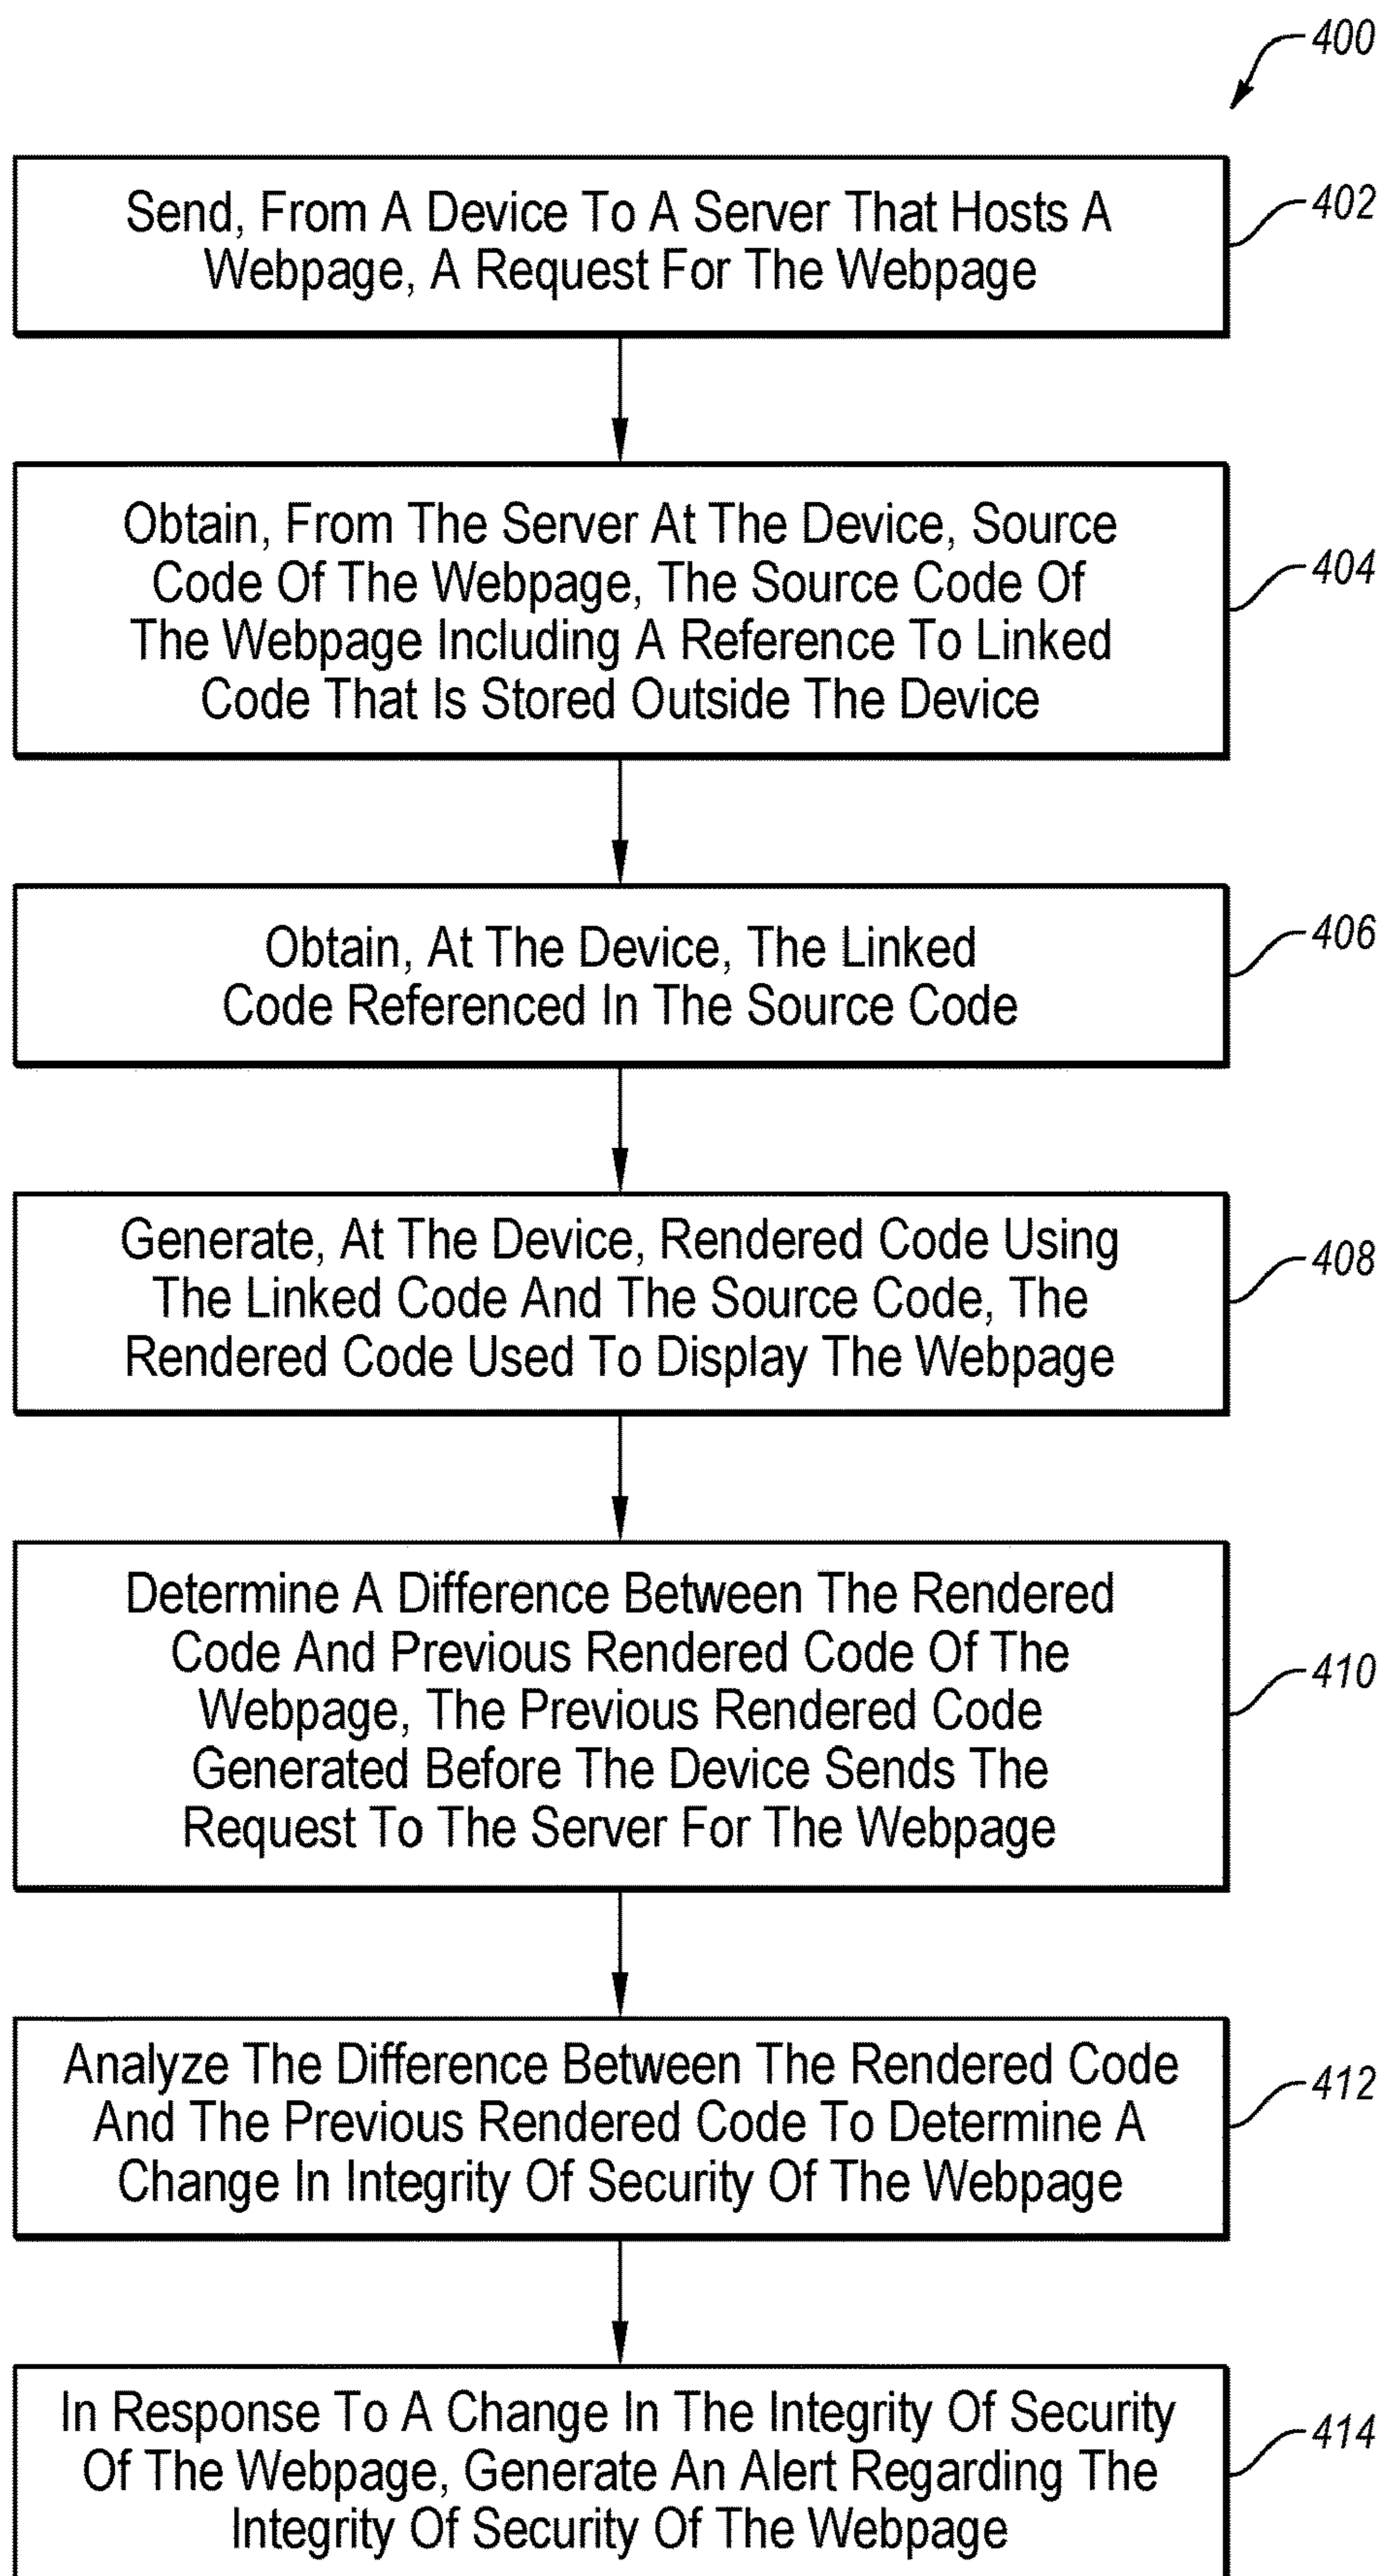 400
Send, From A Device To A Server That Hosts A
Webpage, A Request For The Webpage
402
Obtain, From The Server At The Device, Source
Code Of The Webpage, The Source Code Of
The Webpage Including A Reference To Linked
Code That Is Stored Outside The Device
404
Obtain, At The Device, The Linked
Code Referenced In The Source Code
406
Generate, At The Device, Rendered Code Using
The Linked Code And The Source Code, The
Rendered Code Used To Display The Webpage
408
Determine A Difference Between The Rendered
Code And Previous Rendered Code Of The
Webpage, The Previous Rendered Code
Generated Before The Device Sends The
Request To The Server For The Webpage
410
Analyze The Difference Between The Rendered Code
And The Previous Rendered Code To Determine A
Change In Integrity Of Security Of The Webpage
412
In Response To A Change In The Integrity Of Security
Of The Webpage, Generate An Alert Regarding The
Integrity Of Security Of The Webpage
414